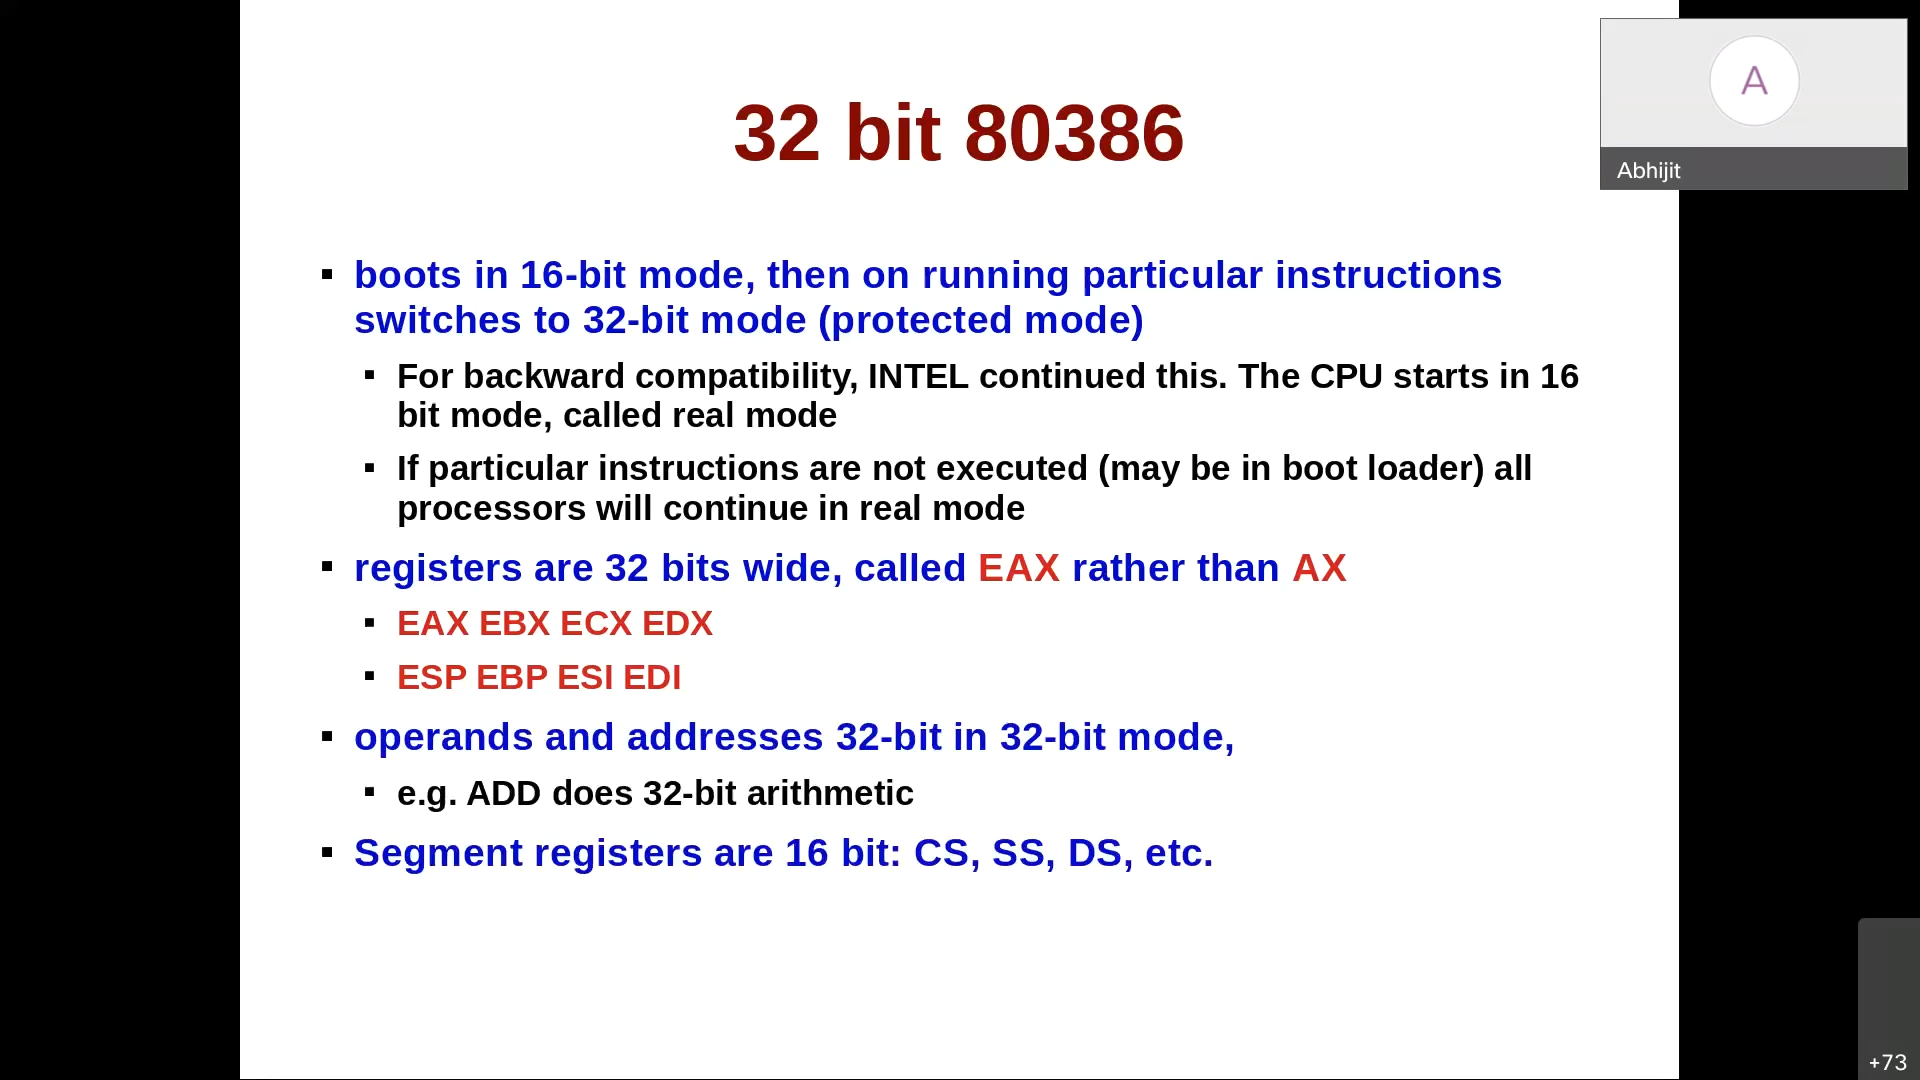 32 bit 80386
A
Abhijit
boots in 16-bit mode, then on running particular instructions
switches to 32-bit mode (protected mode)
For backward compatibility, INTEL continued this. The CPU starts in 16
bit mode, called real mode
If particular instructions are not executed (may be in boot loader) all
processors will continue in real mode
registers are 32 bits wide, called EAX rather than AX
EAX EBX ECX EDX
ESP EBP ESI EDI
operands and addresses 32-bit in 32-bit mode,
e.g. ADD does 32-bit arithmetic
Segment registers are 16 bit: CS, SS, DS, etc.
+73